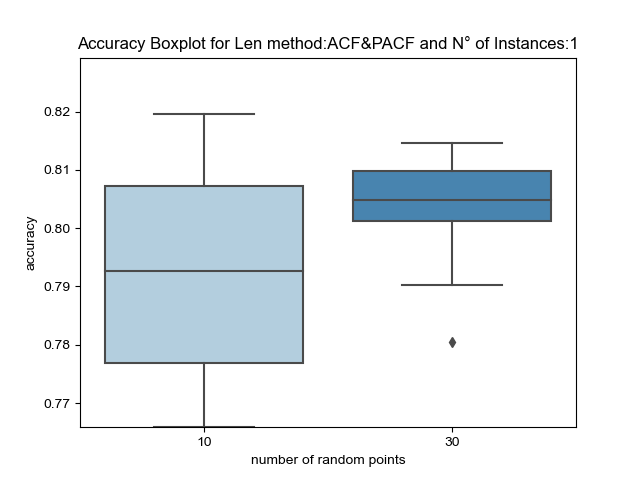 Accuracy Boxplot for Len method:ACF&PACF and N° of Instances:1
0.82
0.81
0.80
0.79
0.78
0.77
accuracy
10
30
number of random points